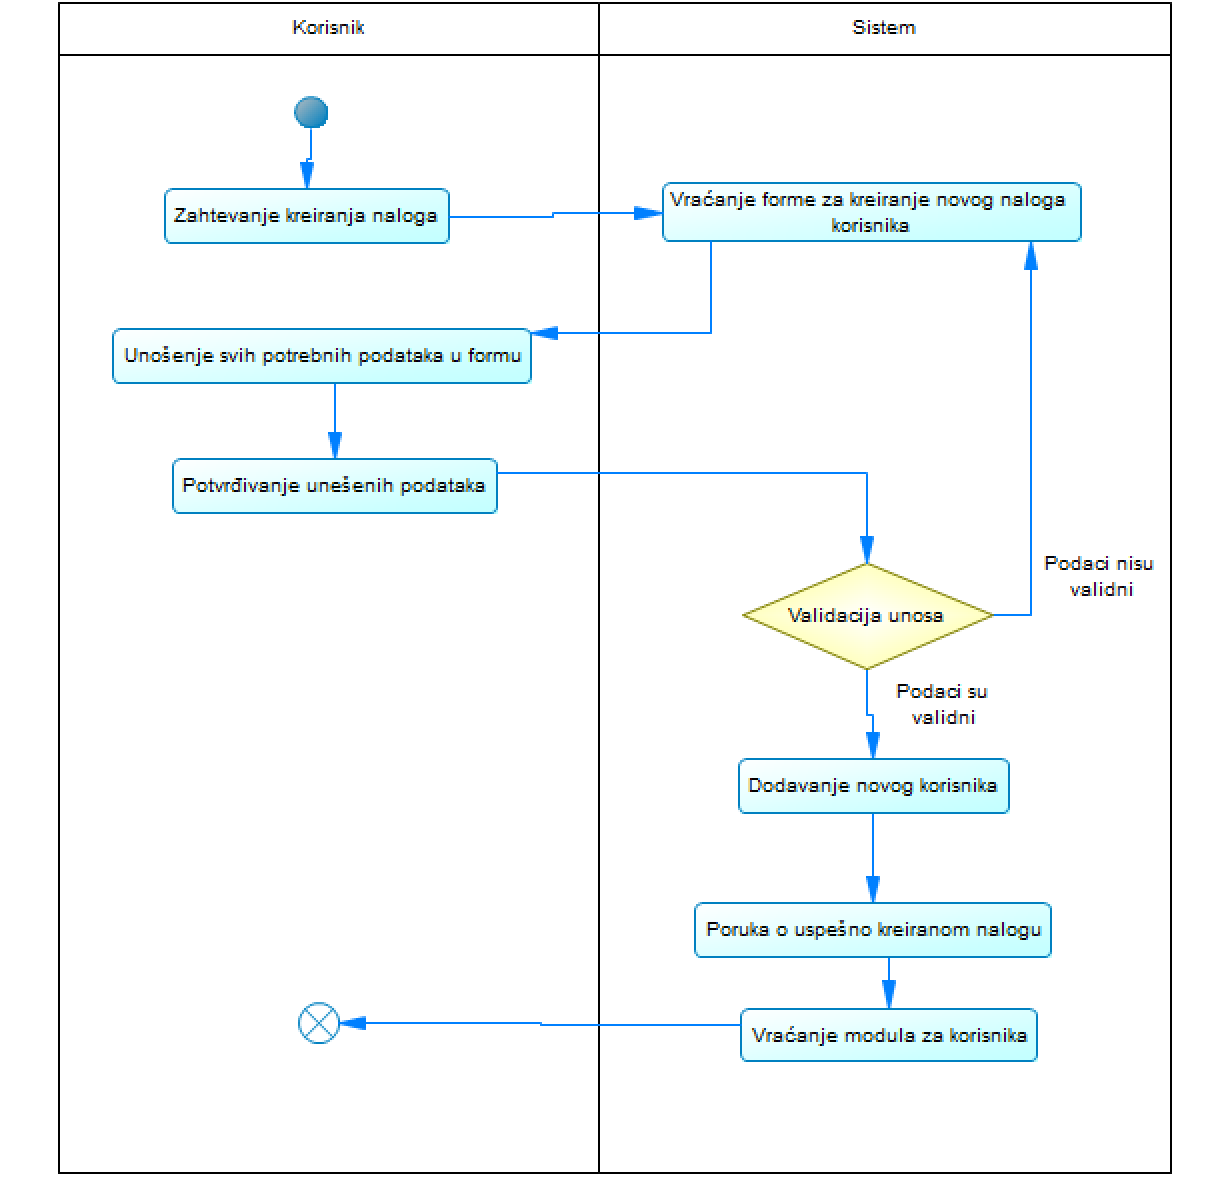 Korisnik
Sistem
Zahtevanje kreiranja naloga
Vraćanje forme za kreiranje novog naloga
korisnika
Unošenje svih potrebnih podataka u formu
Potvrđivanje unešenih podataka
Podaci nisu
validni
Validacija unosa
Podaci su
validni
Dodavanje novog korisnika
Poruka o uspešno kreiranom nalogu
Vraćanje modula za korisnika